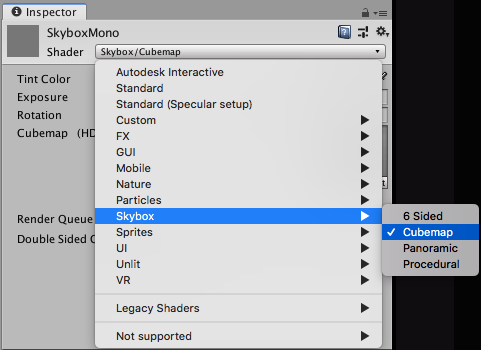 Inspector
SkyboxMono
Shader Skybox/Cubemap
Tint Color
Exposure
Rotation
Cubemap (HD
Render Queue
Double Sided G
Autodesk Interactive
Standard
Standard (Specular setup)
Custom
FX
GUI
Mobile
Nature
Particles
Skybox
Sprites
UI
Unlit
VR
Legacy Shaders
Not supported
6 Sided
Cubemap
Panoramic
Procedural